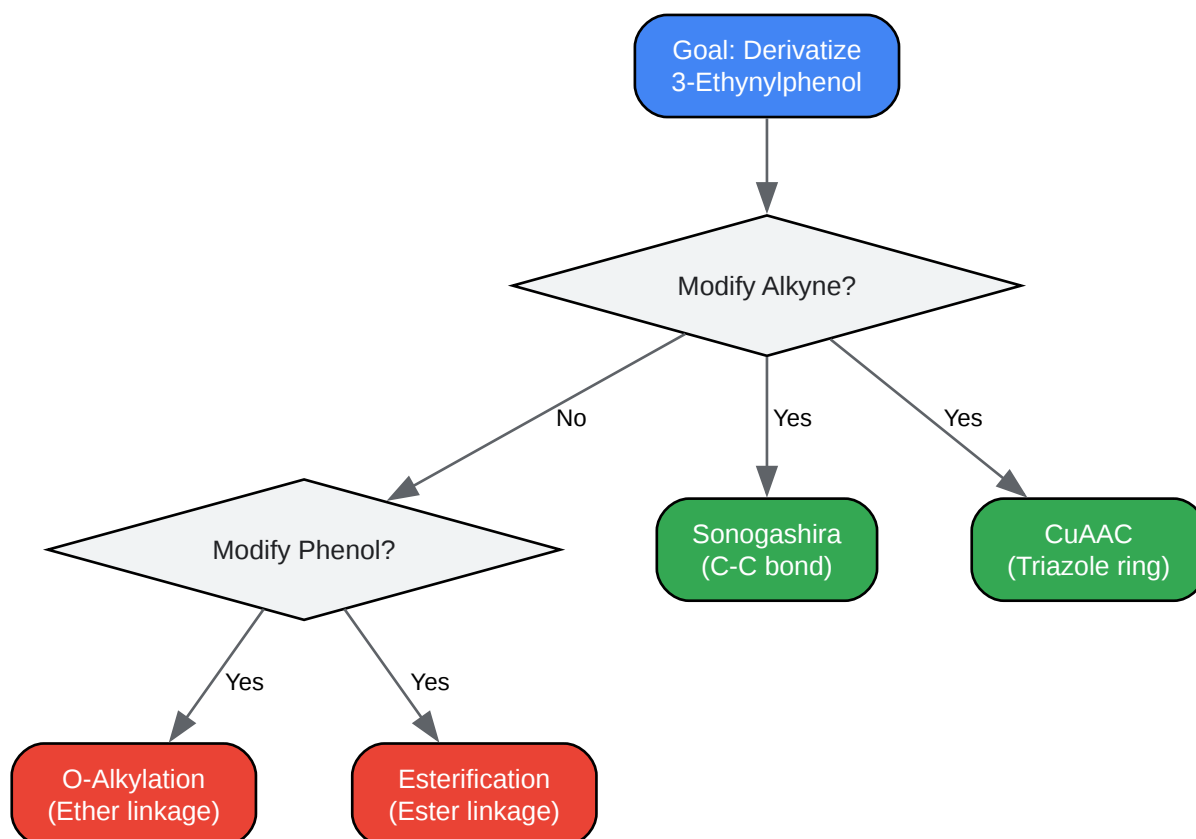 Goal: Derivatize
3-Ethynylphenol
Modify Alkyne?
No
Yes
Yes
Modify Phenol?
Sonogashira
(C-C bond)
CuAAC
(Triazole ring)
Yes
Yes
O-Alkylation
(Ether linkage)
Esterification
(Ester linkage)